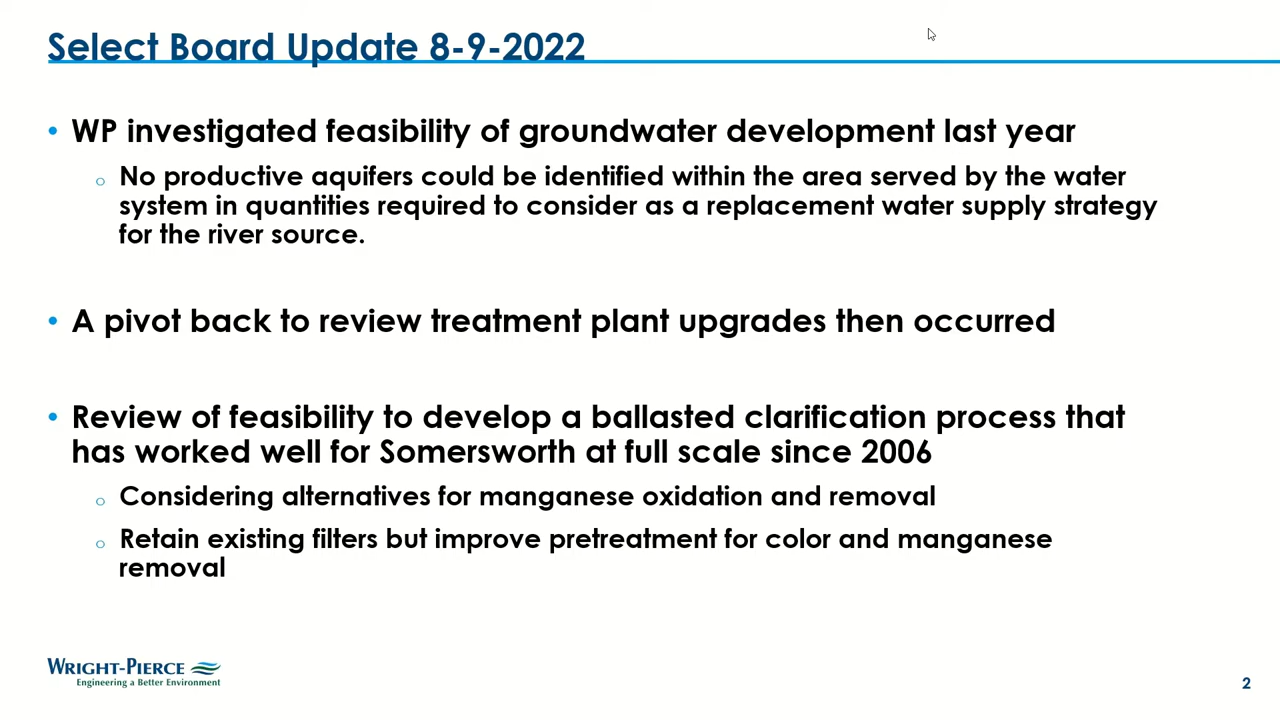 Select Board Update 8-9-2022
• WP investigated feasibility of groundwater development last year
o No productive aquifers could be identified within the area served by the water
system in quantities required to consider as a replacement water supply strategy
for the river source.
• A pivot back to review treatment plant upgrades then occurred
• Review of feasibility to develop a ballasted clarification process that
has worked well for Somersworth at full scale since 2006
o Considering alternatives for manganese oxidation and removal
o Retain existing filters but improve pretreatment for color and manganese
removal
WRIGHT-PIERCE
Engineering a Better Environment
2